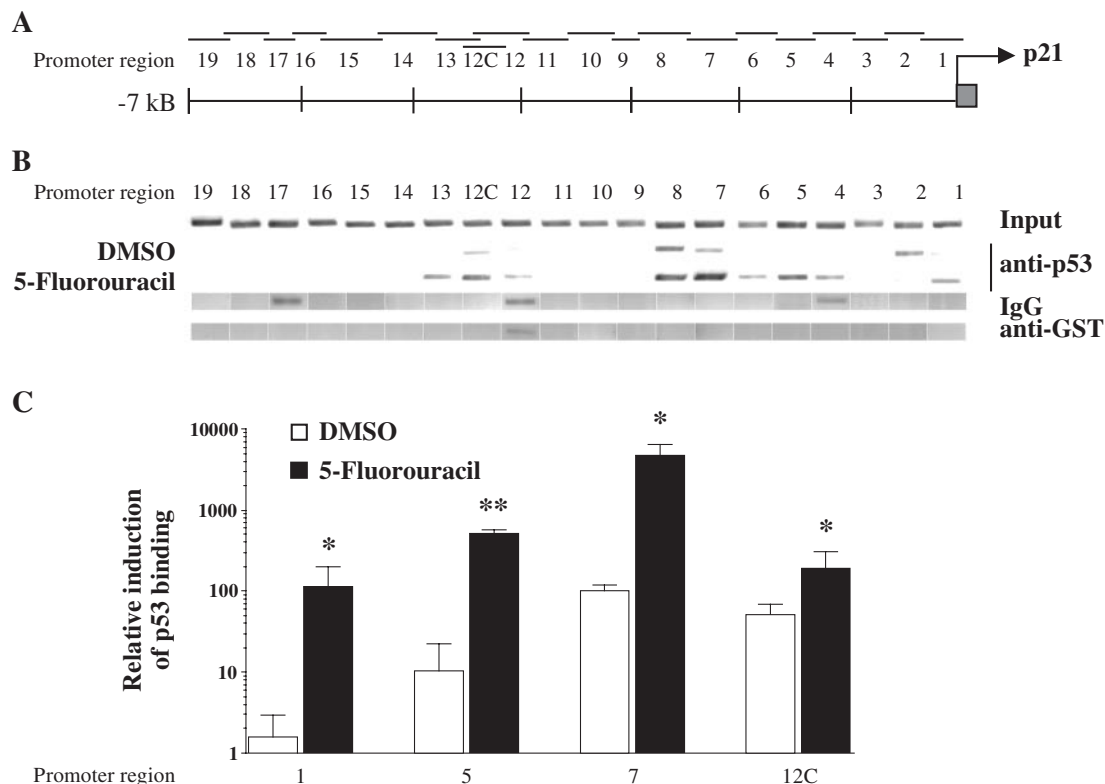 A
Promoter region 19 18 17 16 15 14 13 12C 12 11 10 9 8 7 6 5 4 3 2 1
p21
-7 kB
B
Promoter region 19 18 17 16 15 14 13 12C 12 11 10 9 8 7 6 5 4 3 2 1
Input
DMSO
anti-p53
5-Fluorouracil
IgG
anti-GST
C
Relative induction
of p53 binding
10000
1000
100
10
1
DMSO
5-Fluorouracil
*
**
*
*
Promoter region 1 5 7 12C